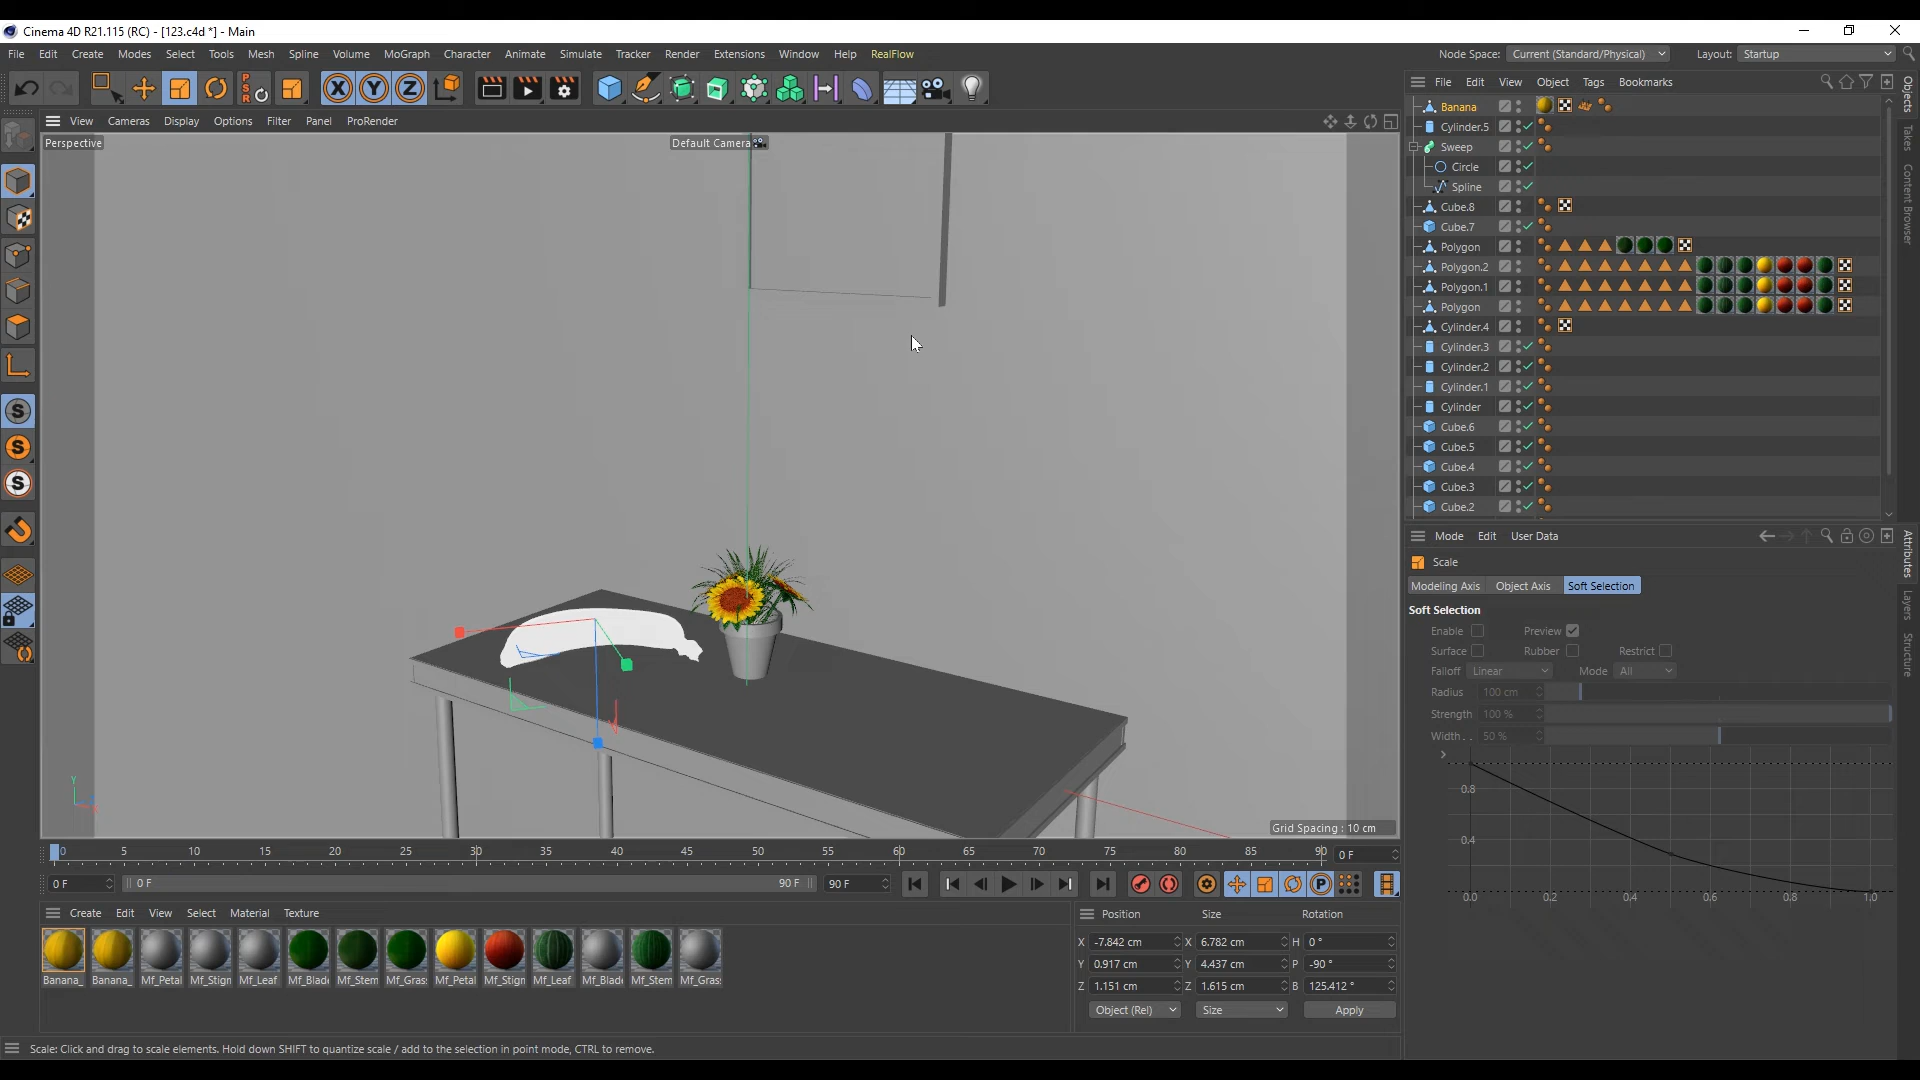 Cinema 4D R21.115 (RC) - [123.c4d *] - Main
File Edit Create Modes Select Tools Mesh Spline Volume MoGraph Character Animate Simulate Tracker Render Extensions Window Help RealFlow
Node Space: Current (Standard/Physical) Layout: Startup
View Cameras Display Options Filter Panel ProRender
Perspective
Default Camera
Grid Spacing : 10 cm
File Edit View Object Tags Bookmarks
Banana
Cylinder.5
Sweep
Circle
Spline
Cube.8
Cube.7
Polygon
Polygon.2
Polygon.1
Polygon
Cylinder.4
Cylinder.3
Cylinder.2
Cylinder.1
Cylinder
Cube.6
Cube.5
Cube.4
Cube.3
Cube.2
Objects
Takes
Content Browser
Mode Edit User Data
Scale
Modeling Axis Object Axis Soft Selection
Soft Selection
Enable Preview
Surface Rubber Restrict
Falloff Linear Mode All
Radius 100 cm
Strength 100 %
Width . . 50 %
0.8
0.4
0.0 0.2 0.4 0.6 0.8 1.0
Attributes
Layers
Structure
0 5 10 15 20 25 30 35 40 45 50 55 60 65 70 75 80 85 90 0 F
0 F 0 F 90 F 90 F
Create Edit View Select Material Texture
Banana_ Banana_ Mf_Petal Mf_Stign Mf_Leaf Mf_Blade Mf_Stem Mf_Gras: Mf_Petal Mf_Stign Mf_Leaf Mf_Blade Mf_Stem Mf_Gras:
Position Size Rotation
X -7.842 cm X 6.782 cm H 0 °
Y 0.917 cm Y 4.437 cm P -90 °
Z 1.151 cm Z 1.615 cm B 125.412 °
Object (Rel) Size Apply
Scale: Click and drag to scale elements. Hold down SHIFT to quantize scale / add to the selection in point mode, CTRL to remove.